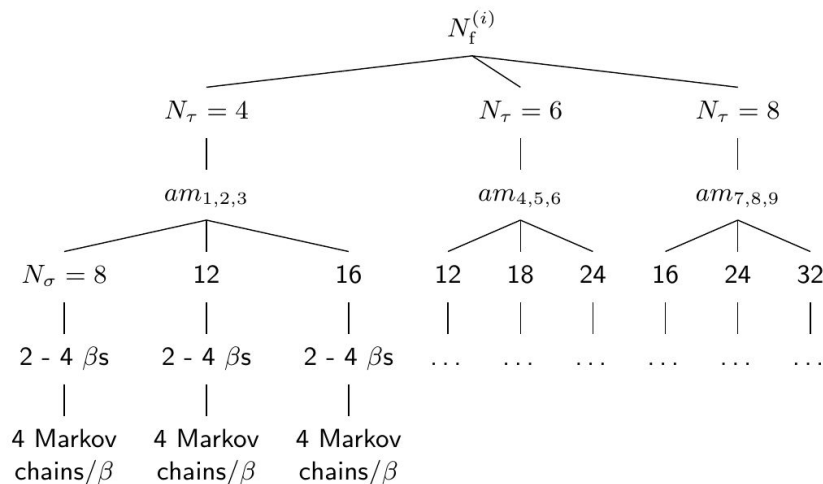 N_f^(i)
N_τ = 4 N_τ = 6 N_τ = 8
am_1,2,3 am_4,5,6 am_7,8,9
N_σ = 8 12 16 12 18 24 16 24 32
2 - 4 βs 2 - 4 βs 2 - 4 βs ... ... ... ... ... ...
4 Markov 4 Markov 4 Markov
chains/β chains/β chains/β